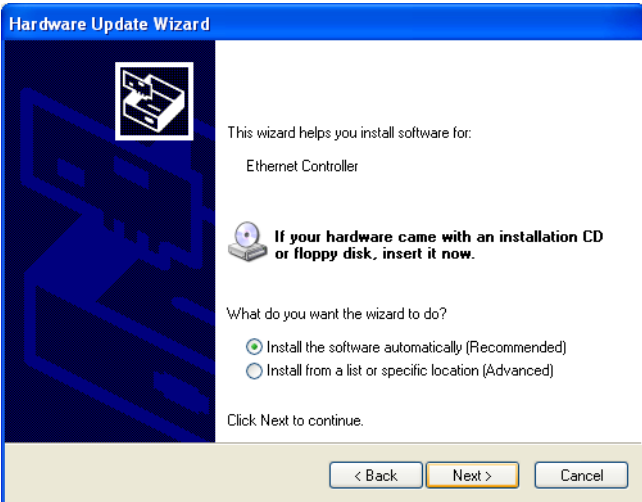 Hardware Update Wizard
This wizard helps you install software for:
Ethernet Controller
If your hardware came with an installation CD
or floppy disk, insert it now.
What do you want the wizard to do?
Install the software automatically (Recommended)
Install from a list or specific location (Advanced)
Click Next to continue.
< Back Next > Cancel